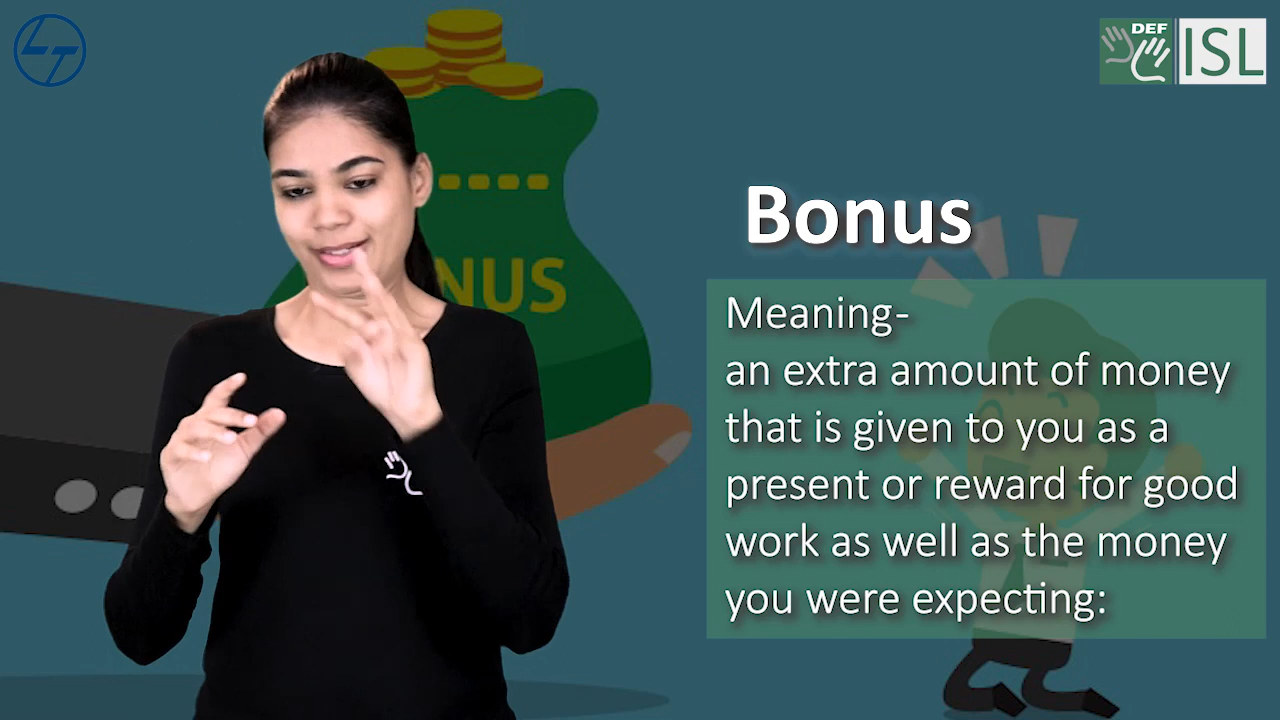 LT
DEF
ISL
NUS
Bonus
Meaning-
an extra amount of money
that is given to you as a
present or reward for good
work as well as the money
you were expecting: